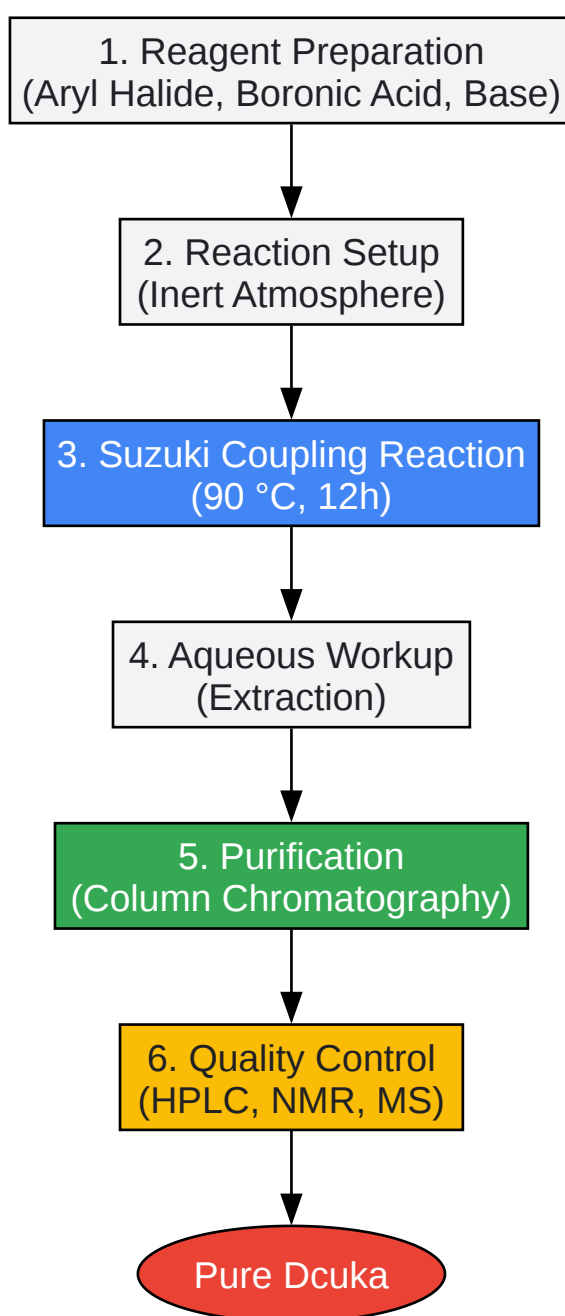 1. Reagent Preparation
(Aryl Halide, Boronic Acid, Base)
2. Reaction Setup
(Inert Atmosphere)
3. Suzuki Coupling Reaction
(90 °C, 12h)
4. Aqueous Workup
(Extraction)
5. Purification
(Column Chromatography)
6. Quality Control
(HPLC, NMR, MS)
Pure Dcuka